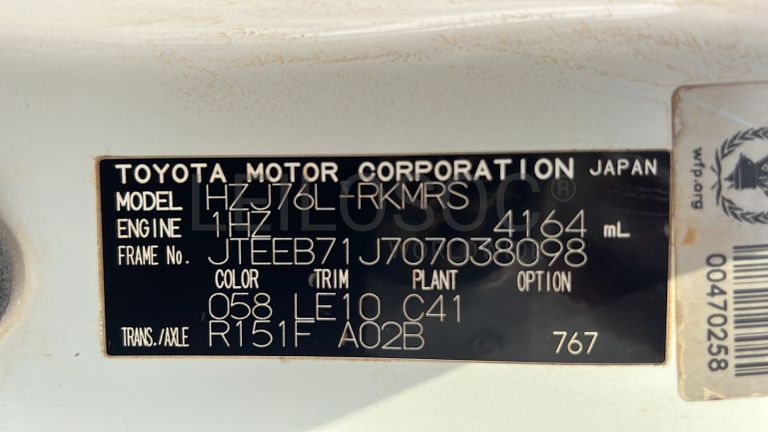 TOYOTA MOTOR CORPORATION JAPAN
MODEL HZJ76L-RKMRS
ENGINE 1HZ 4164 mL
FRAME No. JTEEB71J707038098
COLOR TRIM PLANT OPTION
058 LE10 C41
TRANS./AXLE R151F A02B 767
LEILOSOC®
wfp.org
00470258